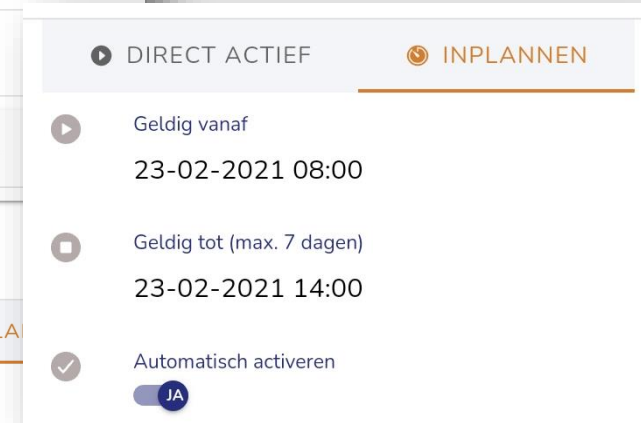 DIRECT ACTIEF
INPLANNEN
Geldig vanaf
23-02-2021 08:00
Geldig tot (max. 7 dagen)
23-02-2021 14:00
Automatisch activeren
JA